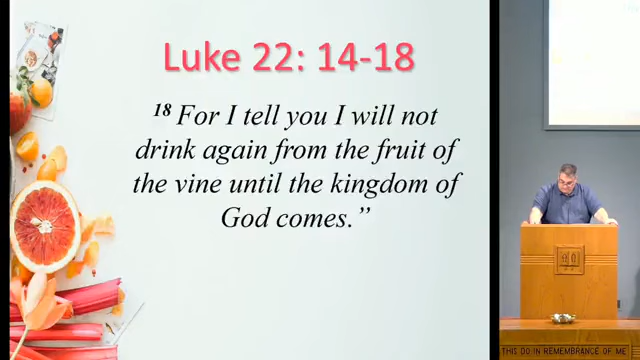 Luke 22: 14-18
18 For I tell you I will not
drink again from the fruit of
the vine until the kingdom of
God comes.”
THIS DO IN REMEMBRANCE OF ME